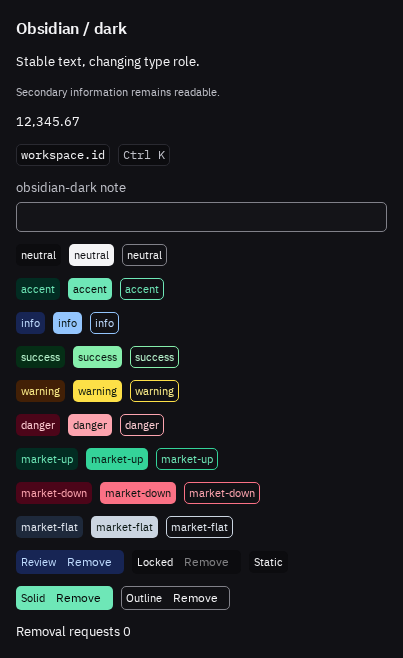 Obsidian / dark
Stable text, changing type role.
Secondary information remains readable.
12,345.67
workspace.id Ctrl K
obsidian-dark note
neutral neutral neutral
accent accent accent
info info info
success success success
warning warning warning
danger danger danger
market-up market-up market-up
market-down market-down market-down
market-flat market-flat market-flat
Review Remove Locked Remove Static
Solid Remove Outline Remove
Removal requests 0